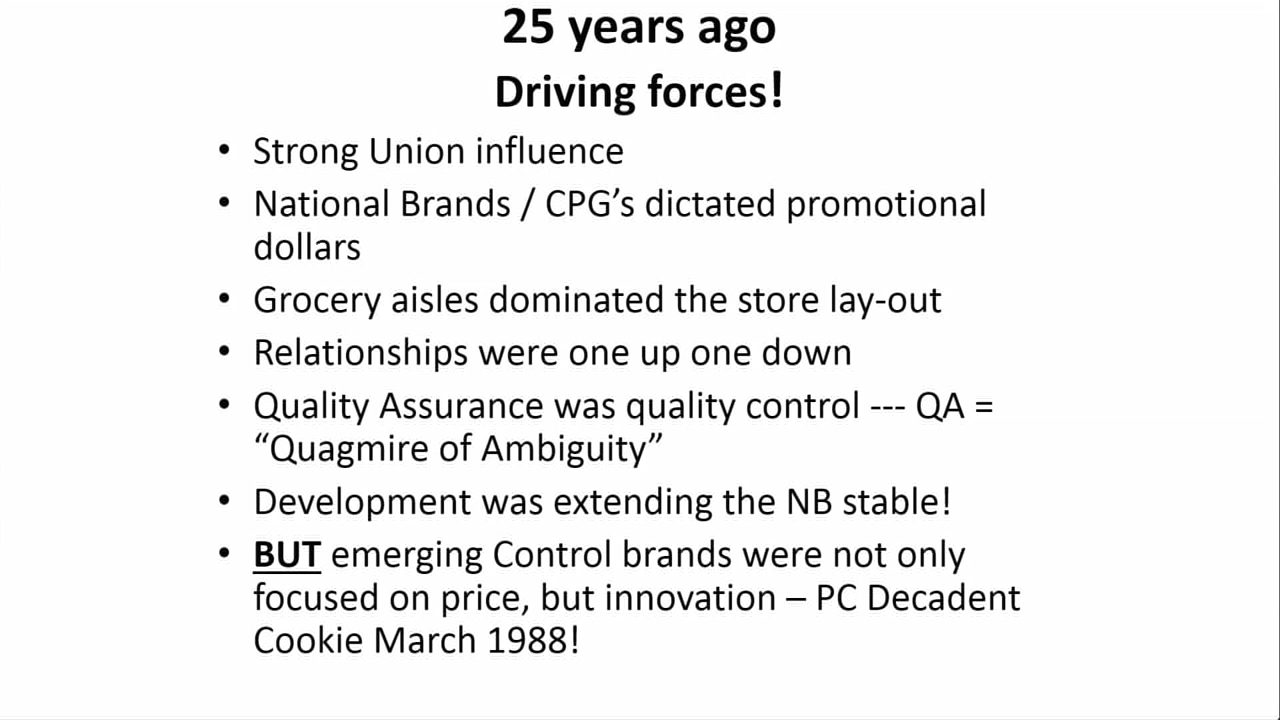 25 years ago
Driving forces!
• Strong Union influence
• National Brands / CPG’s dictated promotional
dollars
• Grocery aisles dominated the store lay-out
• Relationships were one up one down
• Quality Assurance was quality control --- QA =
“Quagmire of Ambiguity”
• Development was extending the NB stable!
• BUT emerging Control brands were not only
focused on price, but innovation – PC Decadent
Cookie March 1988!